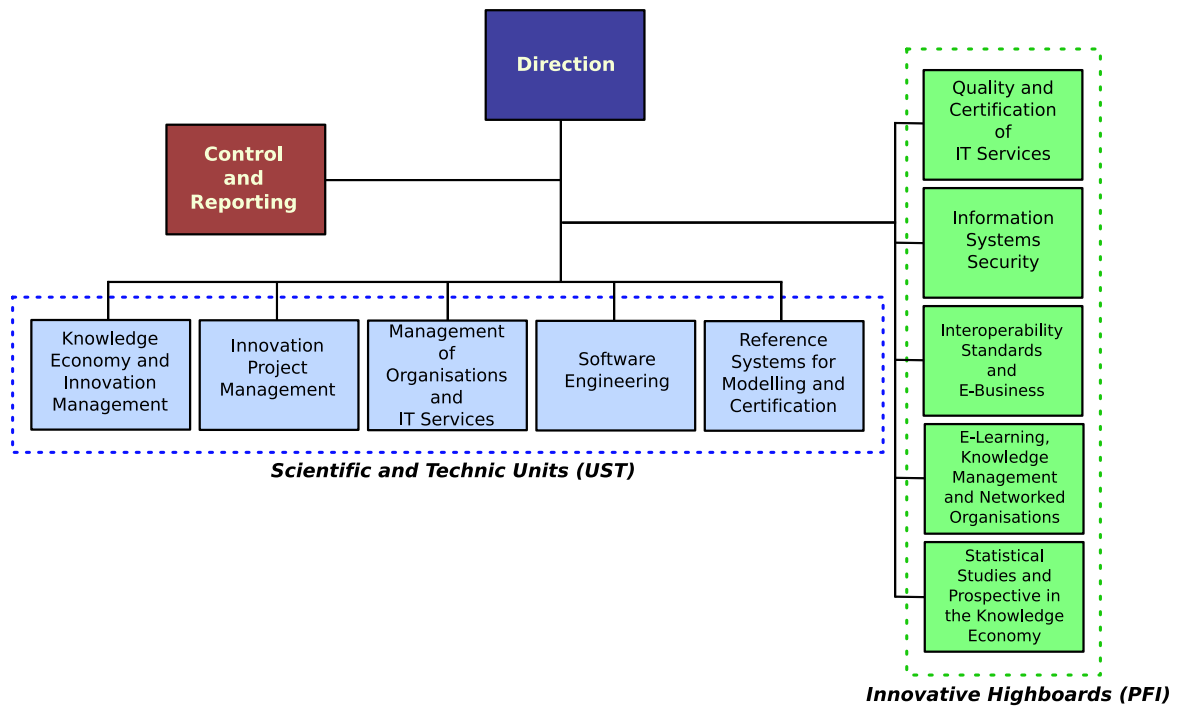 Direction
Control
and
Reporting
Knowledge
Economy and
Innovation
Management
Innovation
Project
Management
Management
of
Organisations
and
IT Services
Software
Engineering
Reference
Systems for
Modelling and
Certification
Scientific and Technic Units (UST)
Quality and
Certification
of
IT Services
Information
Systems
Security
Interoperability
Standards
and
E-Business
E-Learning,
Knowledge
Management
and Networked
Organisations
Statistical
Studies and
Prospective in
the Knowledge
Economy
Innovative Highboards (PFI)